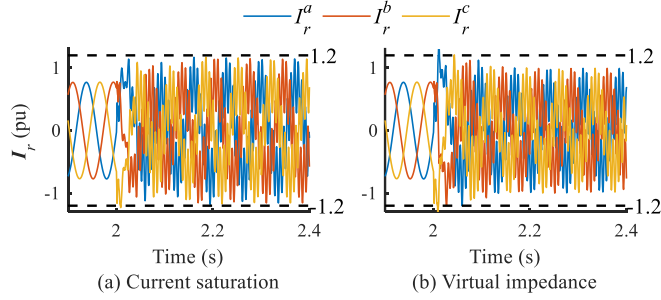 I_r^a I_r^b I_r^c
I_r (pu)
1.2 1.2
1 1
0 0
-1 -1
-1.2 -1.2
2 2.2 2.4 2 2.2 2.4
Time (s) Time (s)
(a) Current saturation (b) Virtual impedance